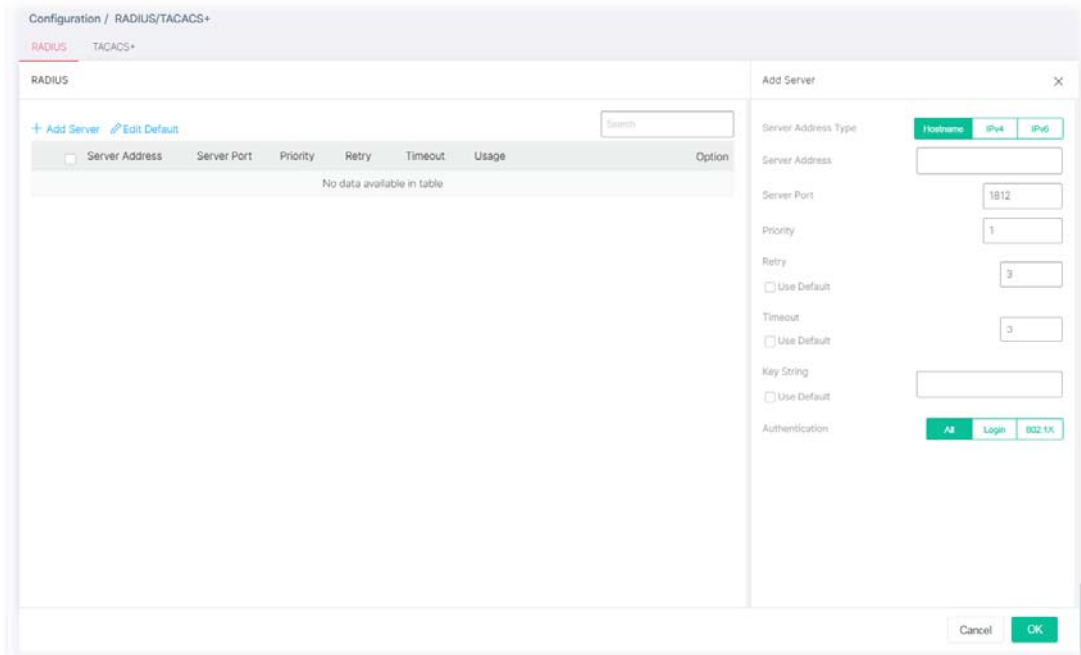 Configuration / RADIUS/TACACS+
RADIUS TACACS+
RADIUS
+ Add Server Edit Default
Search
Server Address Server Port Priority Retry Timeout Usage Option
No data available in table
Add Server
Server Address Type Hostname IPv4 IPv6
Server Address
Server Port 1812
Priority 1
Retry 3
Use Default
Timeout 3
Use Default
Key String
Use Default
Authentication All Login 802.1X
Cancel OK